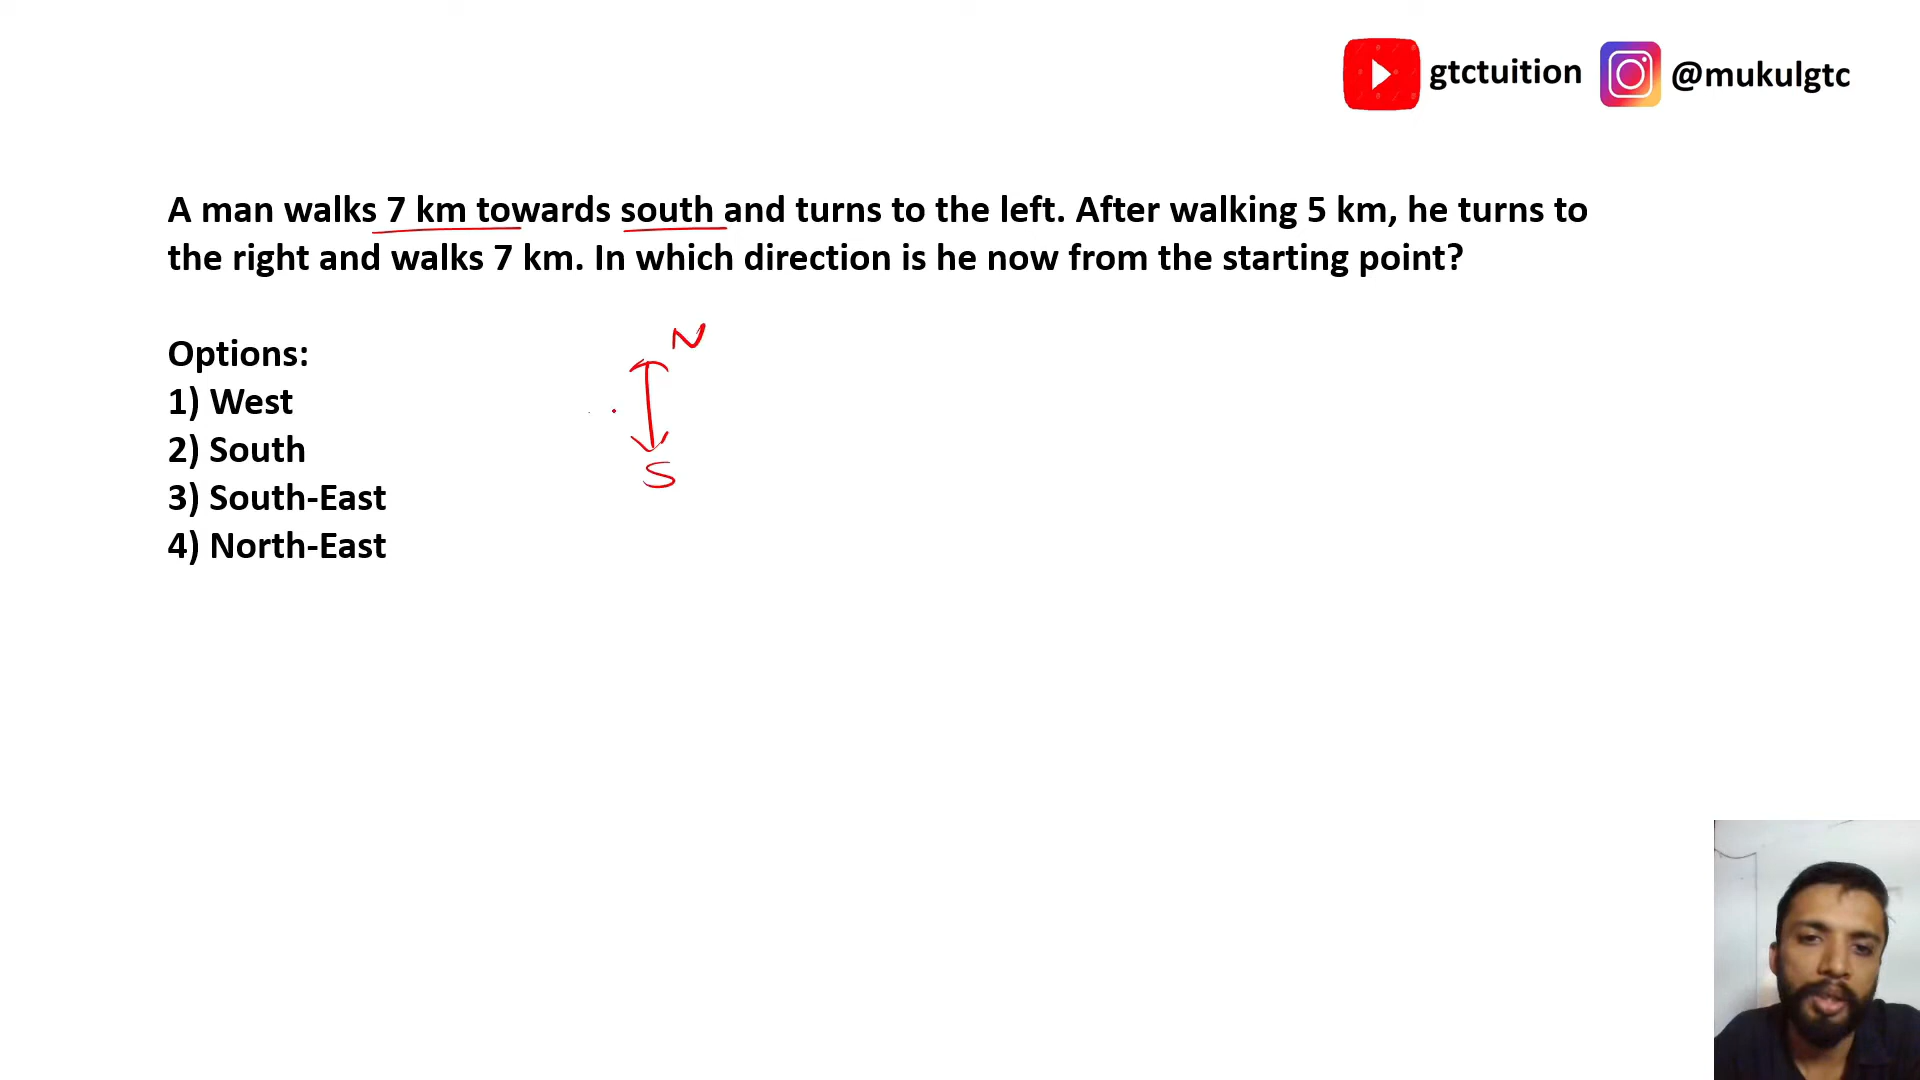 gtctuition @mukulgtc
A man walks 7 km towards south and turns to the left. After walking 5 km, he turns to
the right and walks 7 km. In which direction is he now from the starting point?
Options:
1) West
2) South
3) South-East
4) North-East
N
S